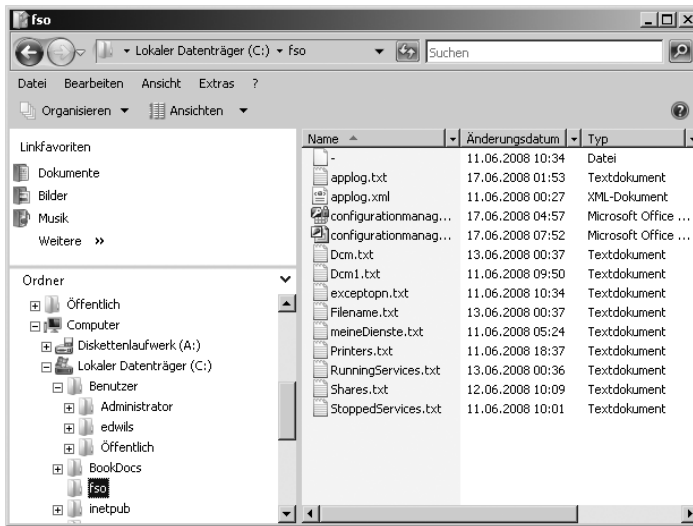 fso
Lokaler Datenträger (C:) fso Suchen
Datei Bearbeiten Ansicht Extras ?
Organisieren Ansichten
Linkfavoriten
Dokumente
Bilder
Musik
Weitere »
Ordner
Öffentlich
Computer
Diskettenlaufwerk (A:)
Lokaler Datenträger (C:)
Benutzer
Administrator
edwils
Öffentlich
BookDocs
fso
inetpub
Name Änderungsdatum Typ
- 11.06.2008 10:34 Datei
applog.txt 17.06.2008 01:53 Textdokument
applog.xml 11.06.2008 00:27 XML-Dokument
configurationmanag... 17.06.2008 04:57 Microsoft Office ...
configurationmanag... 17.06.2008 07:52 Microsoft Office ...
Dcm.txt 13.06.2008 00:37 Textdokument
Dcm1.txt 11.06.2008 09:50 Textdokument
exceptopn.txt 11.06.2008 10:34 Textdokument
Filename.txt 13.06.2008 00:37 Textdokument
meineDienste.txt 11.06.2008 05:24 Textdokument
Printers.txt 11.06.2008 18:37 Textdokument
RunningServices.txt 13.06.2008 00:36 Textdokument
Shares.txt 12.06.2008 10:09 Textdokument
StoppedServices.txt 11.06.2008 10:01 Textdokument